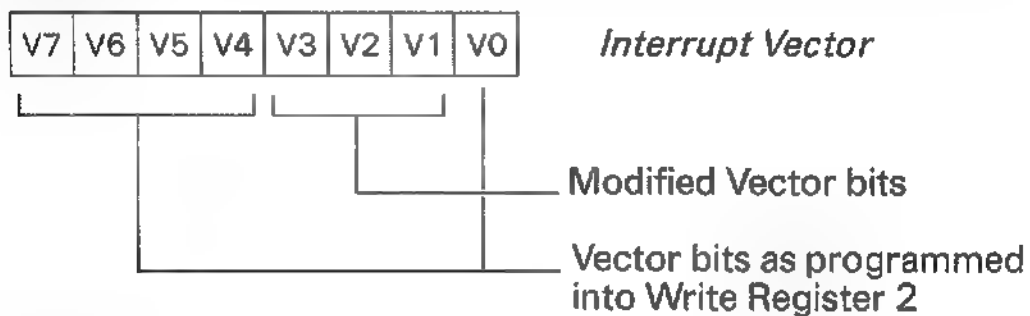 V7 V6 V5 V4 V3 V2 V1 V0 Interrupt Vector
Modified Vector bits
Vector bits as programmed
into Write Register 2